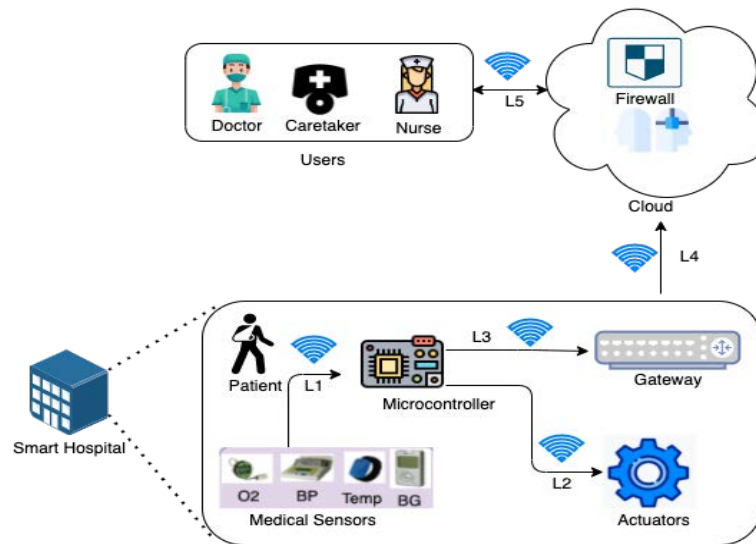 Doctor
Caretaker
Nurse
Users
L5
Firewall
Cloud
L4
Patient
L1
L3
Microcontroller
Gateway
Smart Hospital
O2
BP
Temp
BG
Medical Sensors
L2
Actuators